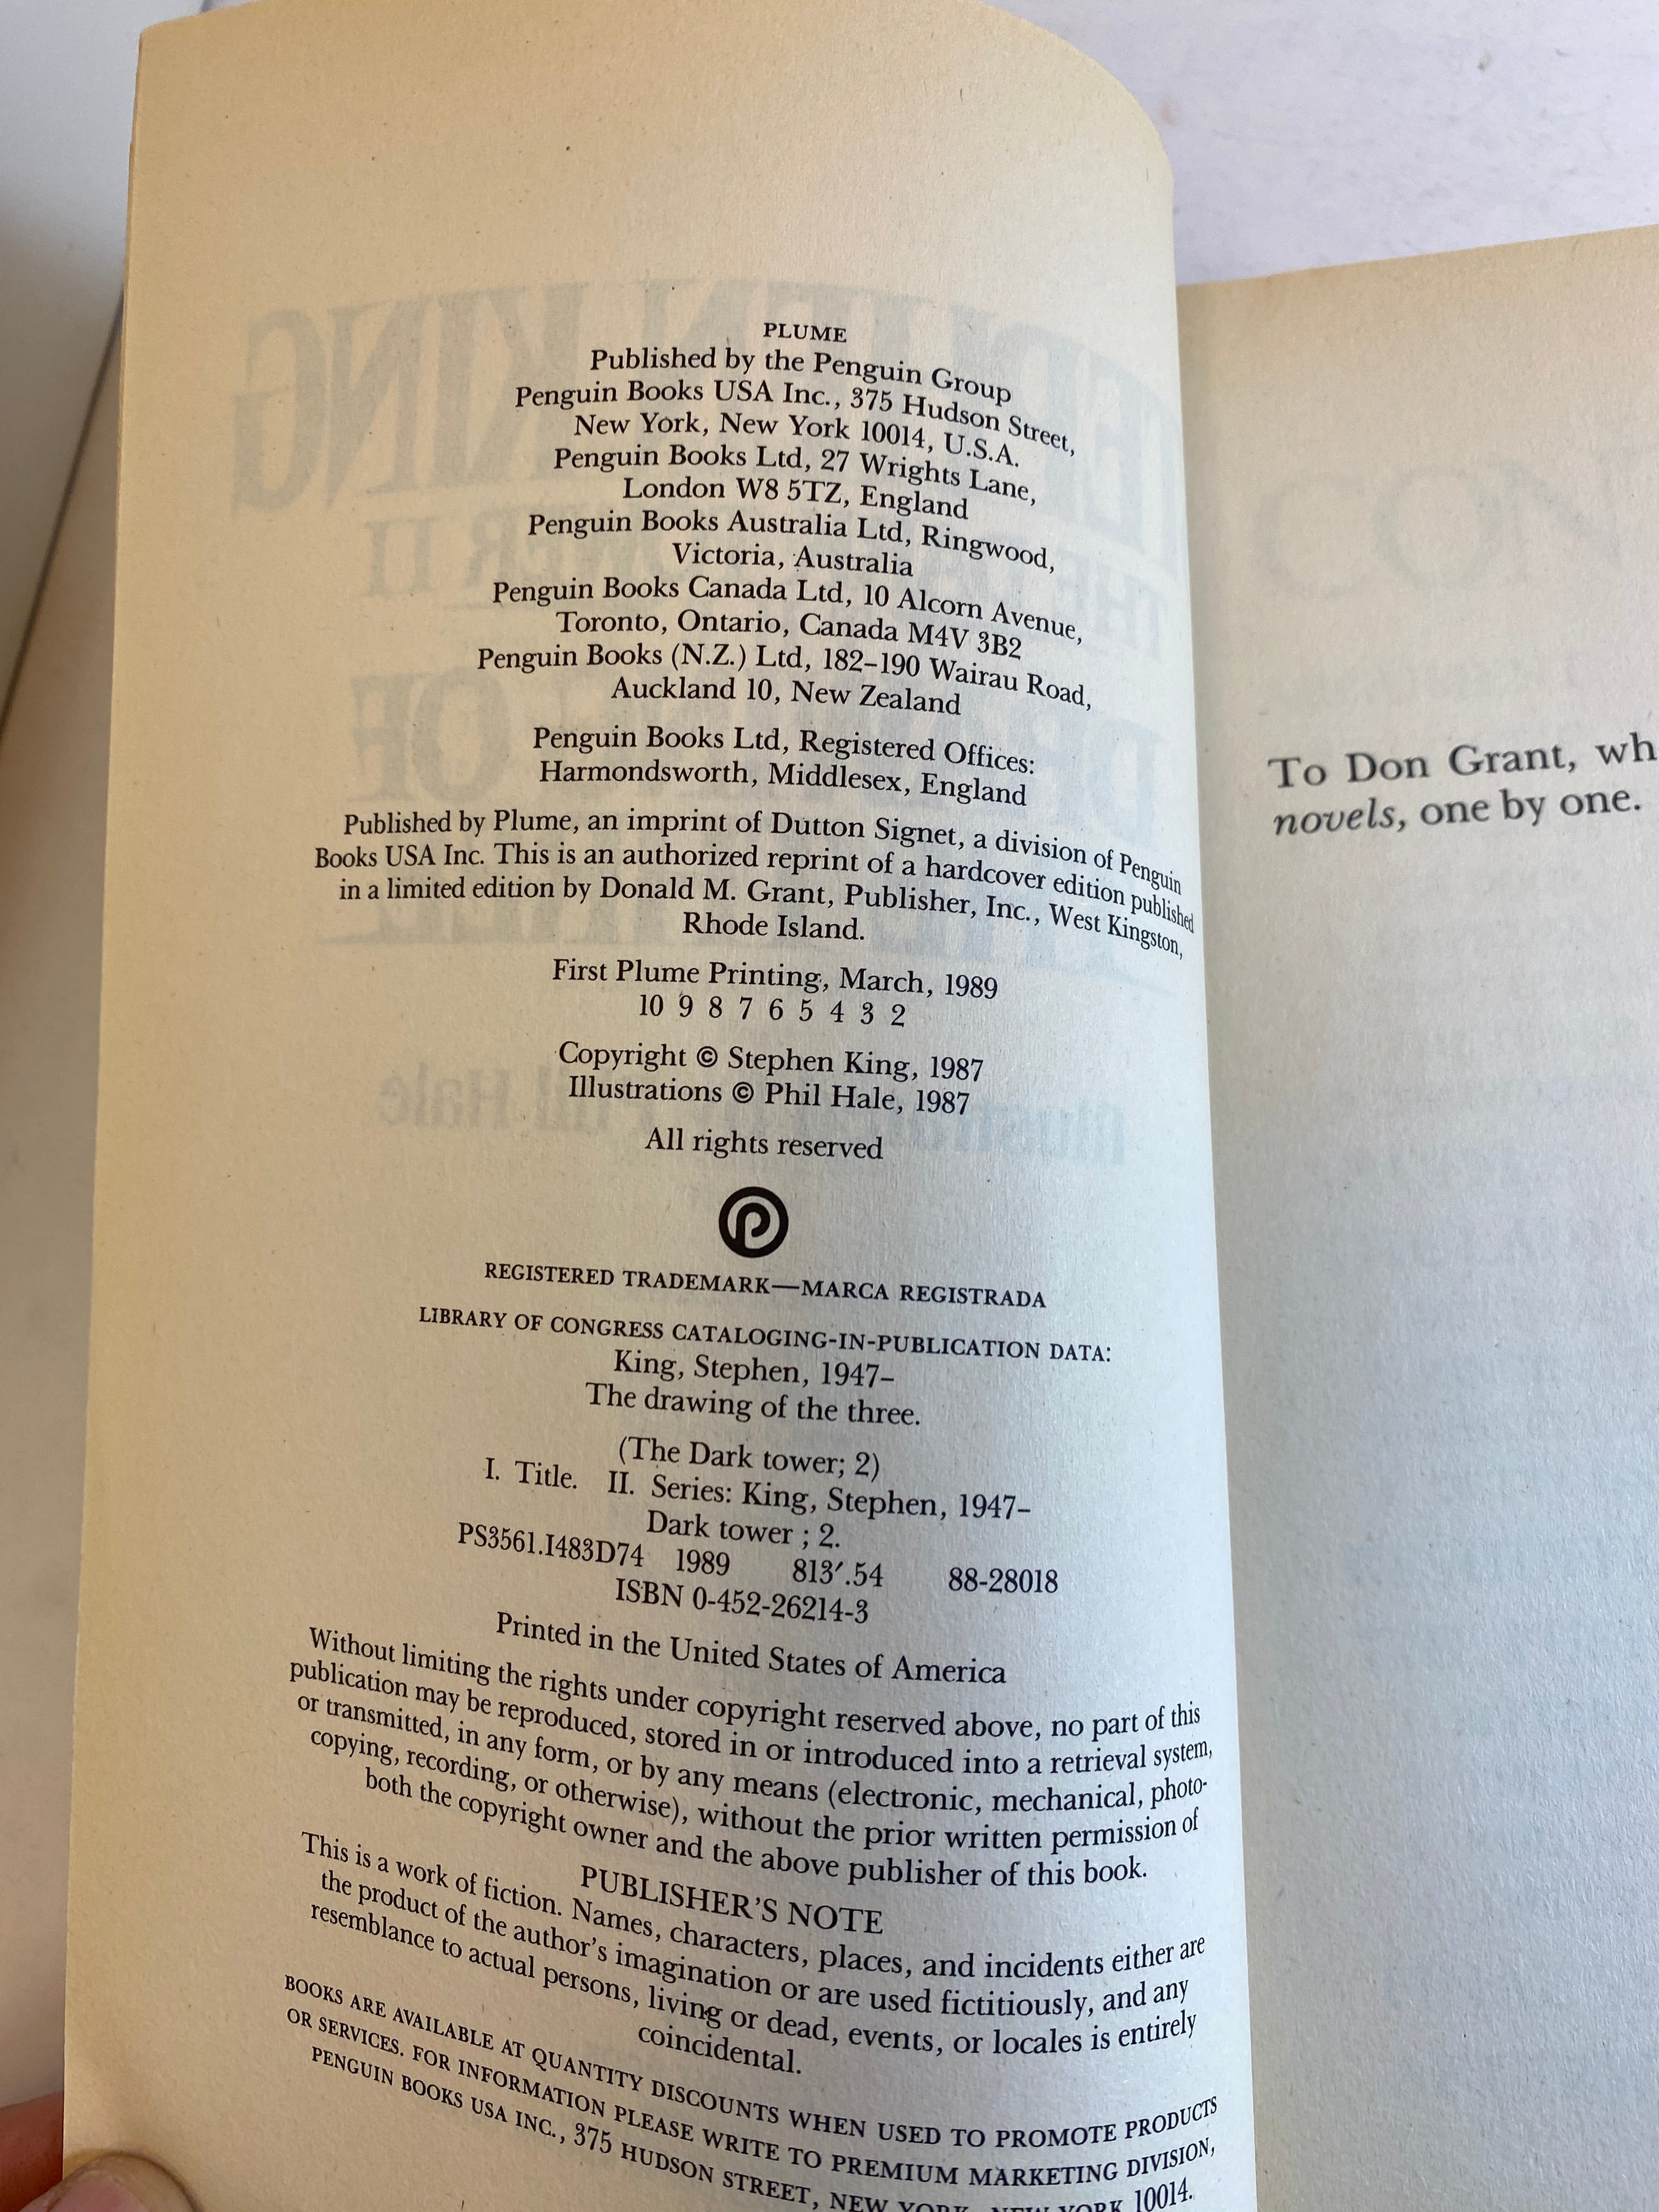 PLUME
Published by the Penguin Group
Penguin Books USA Inc., 375 Hudson Street,
New York, New York 10014, U.S.A.
Penguin Books Ltd, 27 Wrights Lane,
London W8 5TZ, England
Penguin Books Australia Ltd, Ringwood,
Victoria, Australia
Penguin Books Canada Ltd, 10 Alcorn Avenue,
Toronto, Ontario, Canada M4V 3B2
Penguin Books (N.Z.) Ltd, 182–190 Wairau Road,
Auckland 10, New Zealand
Penguin Books Ltd, Registered Offices:
Harmondsworth, Middlesex, England
Published by Plume, an imprint of Dutton Signet, a division of Penguin
Books USA Inc. This is an authorized reprint of a hardcover edition published
in a limited edition by Donald M. Grant, Publisher, Inc., West Kingston,
Rhode Island.
First Plume Printing, March, 1989
10 9 8 7 6 5 4 3 2
Copyright © Stephen King, 1987
Illustrations © Phil Hale, 1987
All rights reserved
REGISTERED TRADEMARK—MARCA REGISTRADA
LIBRARY OF CONGRESS CATALOGING-IN-PUBLICATION DATA:
King, Stephen, 1947–
The drawing of the three.
(The Dark tower; 2)
I. Title. II. Series: King, Stephen, 1947–
Dark tower ; 2.
PS3561.I483D74 1989 813′.54 88-28018
ISBN 0-452-26214-3
Printed in the United States of America
Without limiting the rights under copyright reserved above, no part of this
publication may be reproduced, stored in or introduced into a retrieval system,
or transmitted, in any form, or by any means (electronic, mechanical, photo-
copying, recording, or otherwise), without the prior written permission of
both the copyright owner and the above publisher of this book.
PUBLISHER'S NOTE
This is a work of fiction. Names, characters, places, and incidents either are
the product of the author's imagination or are used fictitiously, and any
resemblance to actual persons, living or dead, events, or locales is entirely
coincidental.
BOOKS ARE AVAILABLE AT QUANTITY DISCOUNTS WHEN USED TO PROMOTE PRODUCTS
OR SERVICES. FOR INFORMATION PLEASE WRITE TO PREMIUM MARKETING DIVISION,
PENGUIN BOOKS USA INC., 375 HUDSON STREET, NEW YORK, NEW YORK 10014.
To Don Grant, wh
novels, one by one.